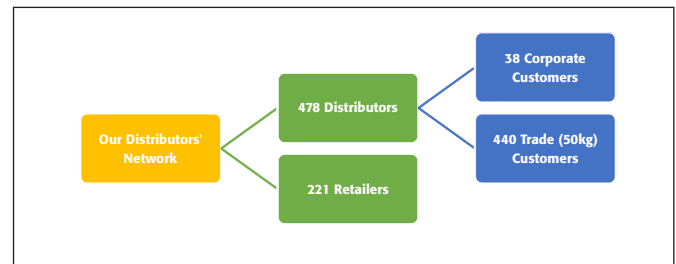 Our Distributors'
Network
478 Distributors
221 Retailers
38 Corporate
Customers
440 Trade (50kg)
Customers